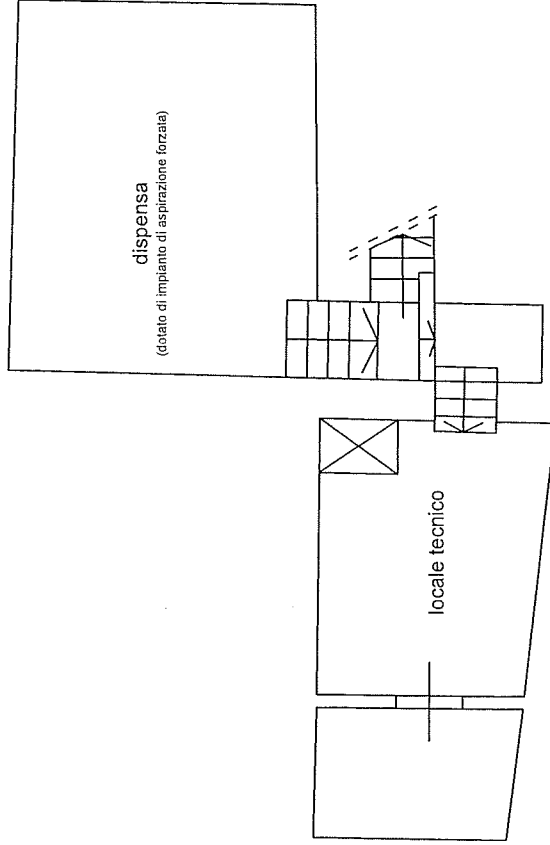 dispensa
(dotato di impianto di aspirazione forzata)
locale tecnico